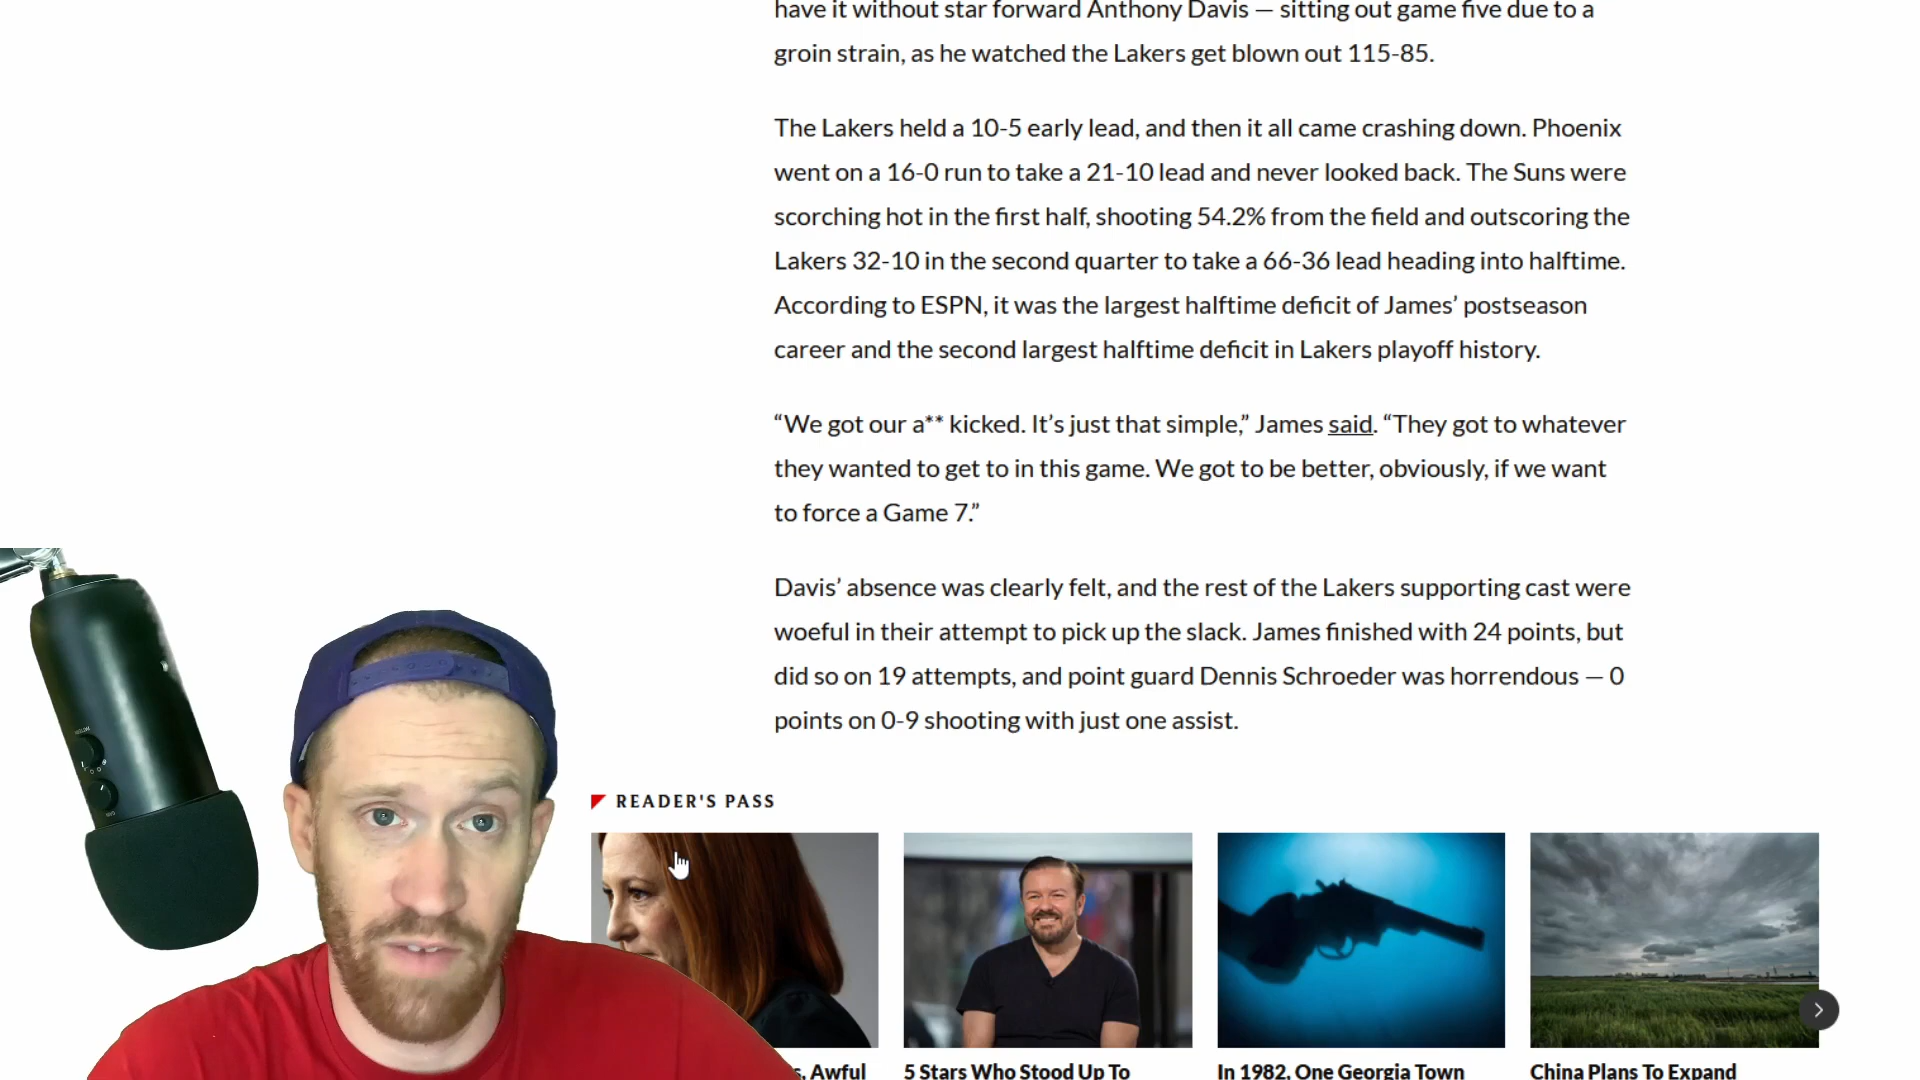 have it without star forward Anthony Davis — sitting out game five due to a
groin strain, as he watched the Lakers get blown out 115-85.
The Lakers held a 10-5 early lead, and then it all came crashing down. Phoenix
went on a 16-0 run to take a 21-10 lead and never looked back. The Suns were
scorching hot in the first half, shooting 54.2% from the field and outscoring the
Lakers 32-10 in the second quarter to take a 66-36 lead heading into halftime.
According to ESPN, it was the largest halftime deficit of James’ postseason
career and the second largest halftime deficit in Lakers playoff history.
“We got our a** kicked. It’s just that simple,” James said. “They got to whatever
they wanted to get to in this game. We got to be better, obviously, if we want
to force a Game 7.”
Davis’ absence was clearly felt, and the rest of the Lakers supporting cast were
woeful in their attempt to pick up the slack. James finished with 24 points, but
did so on 19 attempts, and point guard Dennis Schroeder was horrendous — 0
points on 0-9 shooting with just one assist.
READER'S PASS
Awful
5 Stars Who Stood Up To
In 1982, One Georgia Town
China Plans To Expand